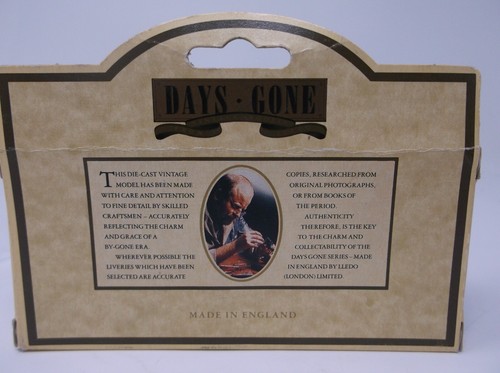 DAYS · GONE
THIS DIE-CAST VINTAGE
MODEL HAS BEEN MADE
WITH CARE AND ATTENTION
TO FINE DETAIL BY SKILLED
CRAFTSMEN – ACCURATELY
REFLECTING THE CHARM
AND GRACE OF A
BY-GONE ERA.
WHEREVER POSSIBLE THE
LIVERIES WHICH HAVE BEEN
SELECTED ARE ACCURATE
COPIES, RESEARCHED FROM
ORIGINAL PHOTOGRAPHS,
OR FROM BOOKS OF
THE PERIOD.
AUTHENTICITY
THEREFORE, IS THE KEY
TO THE CHARM AND
COLLECTABILITY OF THE
DAYS GONE SERIES – MADE
IN ENGLAND BY LLEDO
(LONDON) LIMITED.
MADE IN ENGLAND